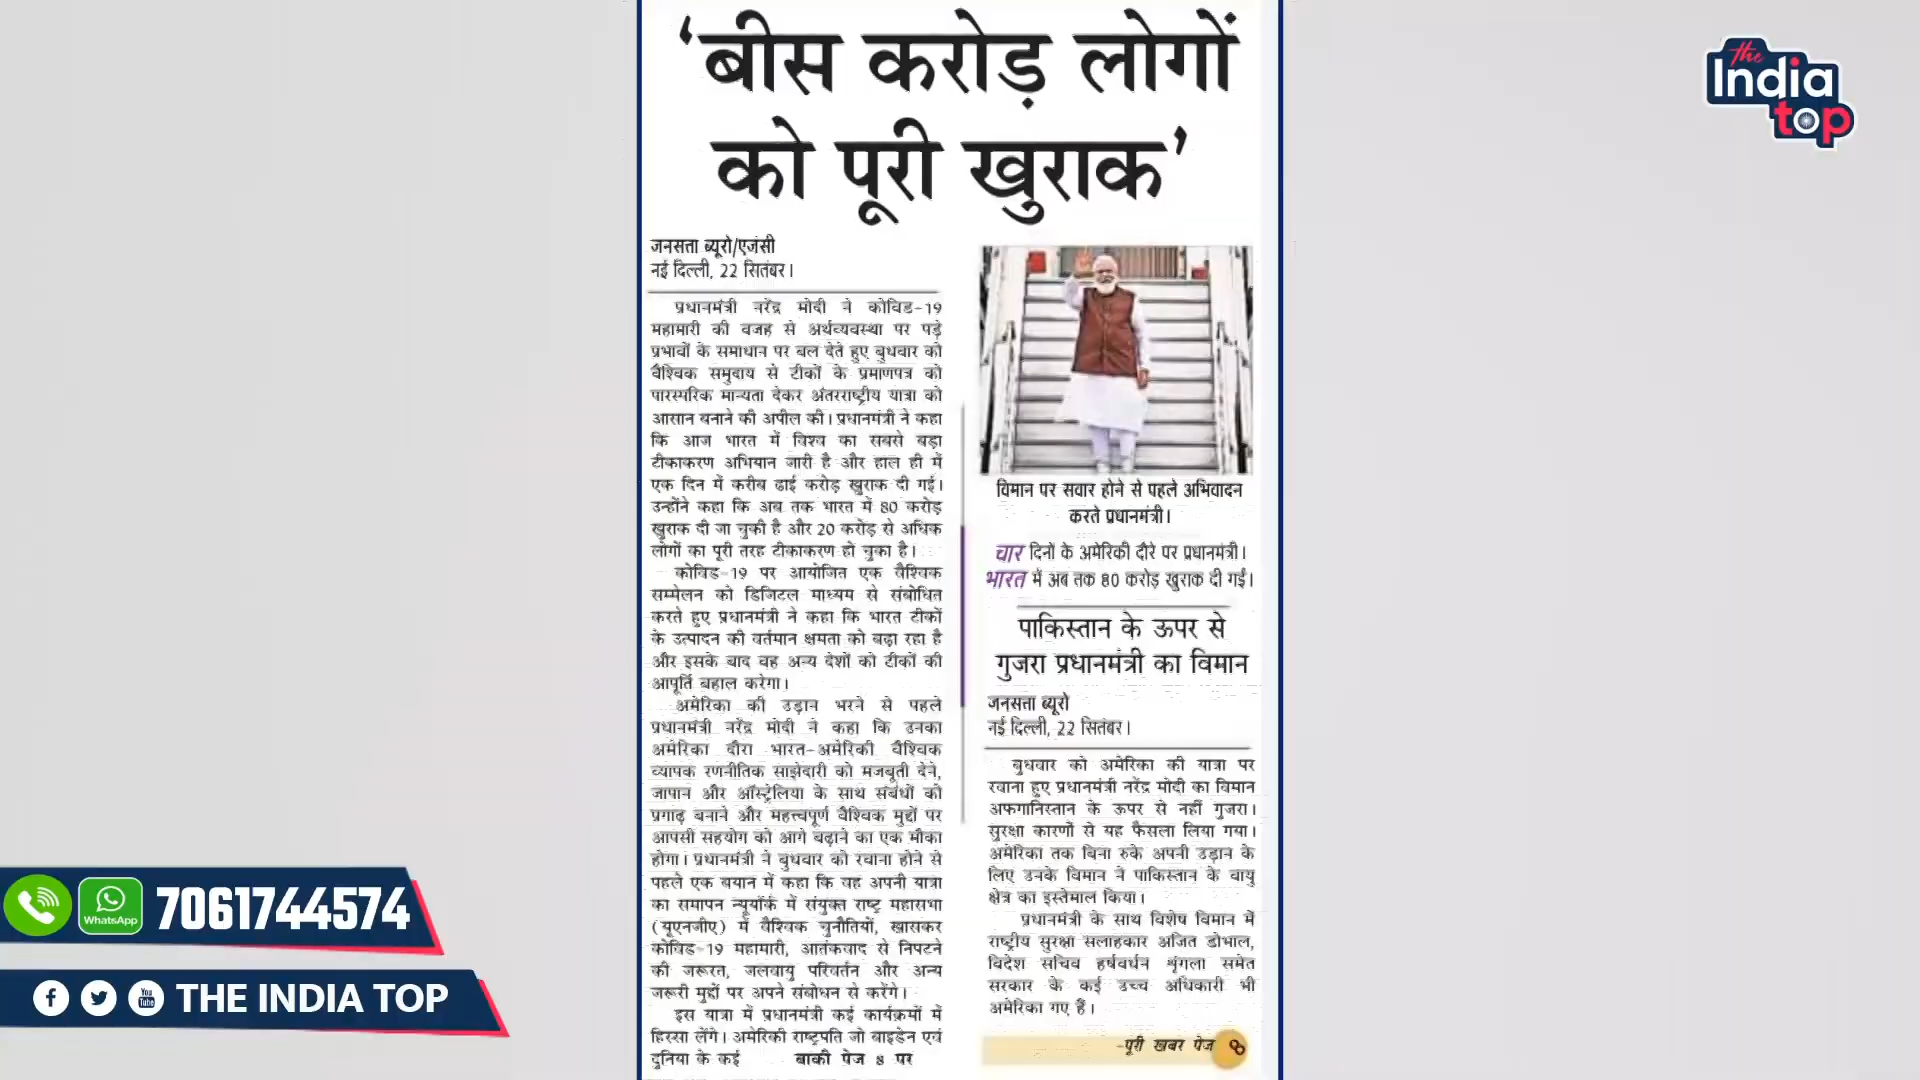 ‘बीस करोड़ लोगों
को पूरी खुराक’
जनसत्ता ब्यूरो/एजंसी
नई दिल्ली, 22 सितंबर।
प्रधानमंत्री नरेंद्र मोदी ने कोविड-19
महामारी की वजह से अर्थव्यवस्था पर पड़े
प्रभावों के समाधान पर बल देते हुए बुधवार को
वैश्विक समुदाय से टीकों के प्रमाणपत्र को
पारस्परिक मान्यता देकर अंतरराष्ट्रीय यात्रा को
आसान बनाने की अपील की। प्रधानमंत्री ने कहा
कि आज भारत में विश्व का सबसे बड़ा
टीकाकरण अभियान जारी है और हाल ही में
एक दिन में करीब ढाई करोड़ खुराक दी गई।
उन्होंने कहा कि अब तक भारत में 80 करोड़
खुराक दी जा चुकी है और 20 करोड़ से अधिक
लोगों का पूरी तरह टीकाकरण हो चुका है।
कोविड-19 पर आयोजित एक वैश्विक
सम्मेलन को डिजिटल माध्यम से संबोधित
करते हुए प्रधानमंत्री ने कहा कि भारत टीकों
के उत्पादन की वर्तमान क्षमता को बढ़ा रहा है
और इसके बाद वह अन्य देशों को टीकों की
आपूर्ति बहाल करेगा।
अमेरिका की उड़ान भरने से पहले
प्रधानमंत्री नरेंद्र मोदी ने कहा कि उनका
अमेरिका दौरा भारत-अमेरिकी वैश्विक
व्यापक रणनीतिक साझेदारी को मजबूती देने,
जापान और ऑस्ट्रेलिया के साथ संबंधों को
प्रगाढ़ बनाने और महत्त्वपूर्ण वैश्विक मुद्दों पर
आपसी सहयोग को आगे बढ़ाने का एक मौका
होगा। प्रधानमंत्री ने बुधवार को रवाना होने से
पहले एक बयान में कहा कि वह अपनी यात्रा
का समापन न्यूयॉर्क में संयुक्त राष्ट्र महासभा
(यूएनजीए) में वैश्विक चुनौतियों, खासकर
कोविड-19 महामारी, आतंकवाद से निपटने
की जरूरत, जलवायु परिवर्तन और अन्य
जरूरी मुद्दों पर अपने संबोधन से करेंगे।
इस यात्रा में प्रधानमंत्री कई कार्यक्रमों में
हिस्सा लेंगे। अमेरिकी राष्ट्रपति जो बाइडेन एवं
दुनिया के कई बाकी पेज 8 पर
विमान पर सवार होने से पहले अभिवादन
करते प्रधानमंत्री।
चार दिनों के अमेरिकी दौरे पर प्रधानमंत्री।
भारत में अब तक 80 करोड़ खुराक दी गईं।
पाकिस्तान के ऊपर से
गुजरा प्रधानमंत्री का विमान
जनसत्ता ब्यूरो
नई दिल्ली, 22 सितंबर।
बुधवार को अमेरिका की यात्रा पर
रवाना हुए प्रधानमंत्री नरेंद्र मोदी का विमान
अफगानिस्तान के ऊपर से नहीं गुजरा।
सुरक्षा कारणों से यह फैसला लिया गया।
अमेरिका तक बिना रुके अपनी उड़ान के
लिए उनके विमान ने पाकिस्तान के वायु
क्षेत्र का इस्तेमाल किया।
प्रधानमंत्री के साथ विशेष विमान में
राष्ट्रीय सुरक्षा सलाहकार अजित डोभाल,
विदेश सचिव हर्षवर्धन शृंगला समेत
सरकार के कई उच्च अधिकारी भी
अमेरिका गए हैं।
-पूरी खबर पेज ८
the
India
top
WhatsApp
7061744574
You
Tube
THE INDIA TOP